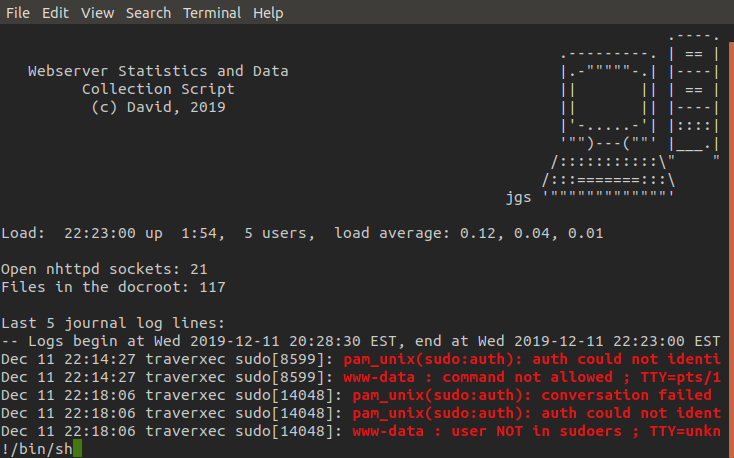 File Edit View Search Terminal Help
                                                                          .----.
                                                              .---------. | == |
   Webserver Statistics and Data                              |.-"""""-.| |----|
         Collection Script                                    ||       || | == |
          (c) David, 2019                                     ||       || |----|
                                                              |'-.....-'| |::::|
                                                              '"")---(""' |___.|
                                                             /:::::::::::\"    "
                                                            /:::=======:::\
                                                        jgs '"""""""""""""'
Load:  22:23:00 up  1:54,  5 users,  load average: 0.12, 0.04, 0.01
Open nhttpd sockets: 21
Files in the docroot: 117
Last 5 journal log lines:
-- Logs begin at Wed 2019-12-11 20:28:30 EST, end at Wed 2019-12-11 22:23:00 EST
Dec 11 22:14:27 traverxec sudo[8599]: pam_unix(sudo:auth): auth could not identi
Dec 11 22:14:27 traverxec sudo[8599]: www-data : command not allowed ; TTY=pts/1
Dec 11 22:18:06 traverxec sudo[14048]: pam_unix(sudo:auth): conversation failed
Dec 11 22:18:06 traverxec sudo[14048]: pam_unix(sudo:auth): auth could not ident
Dec 11 22:18:06 traverxec sudo[14048]: www-data : user NOT in sudoers ; TTY=unkn
!/bin/sh